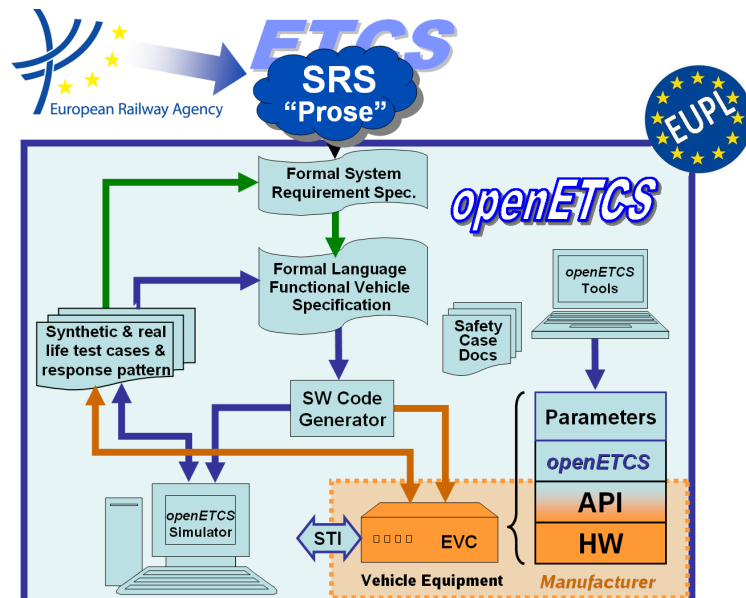 ETCS
SRS
“Prose”
European Railway Agency
EUPL
Formal System
Requirement Spec.
openETCS
Formal Language
Functional Vehicle
Specification
openETCS
Tools
Synthetic & real
life test cases &
response pattern
Safety
Case
Docs
SW Code
Generator
Parameters
openETCS
API
HW
openETCS
Simulator
STI
EVC
Vehicle Equipment
Manufacturer